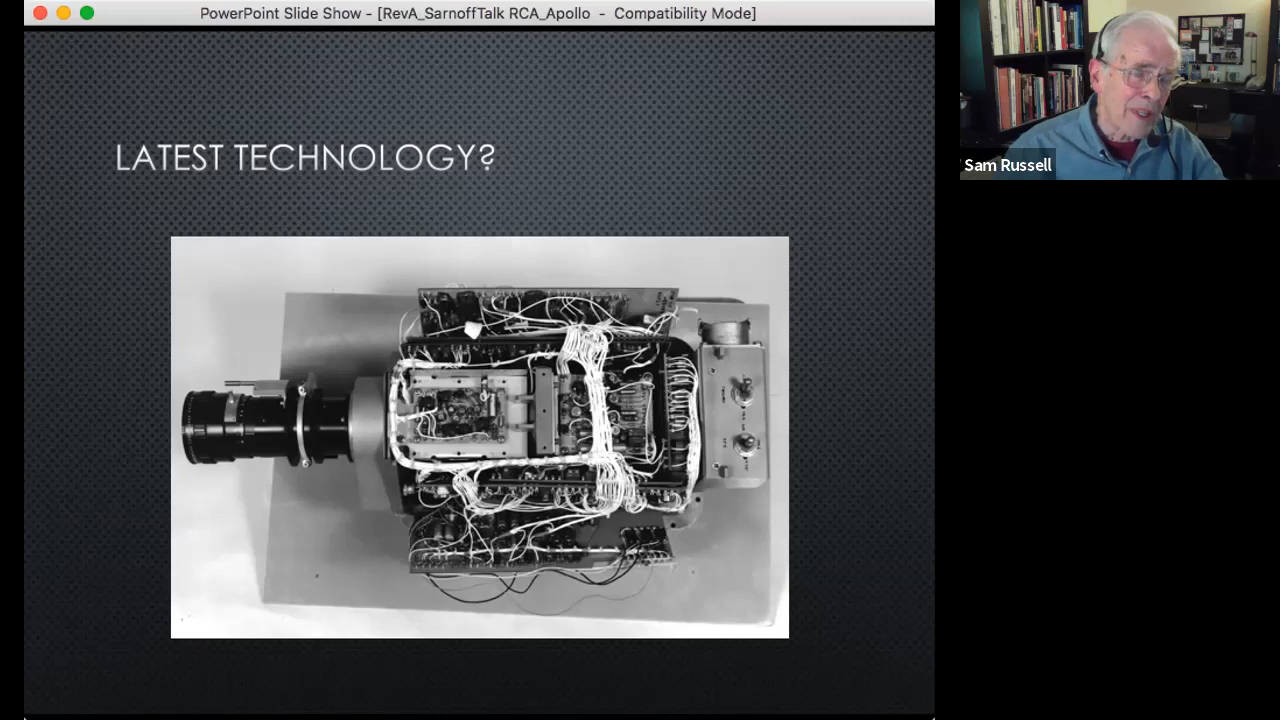 PowerPoint Slide Show - [RevA_SarnoffTalk RCA_Apollo - Compatibility Mode]
LATEST TECHNOLOGY?
Sam Russell